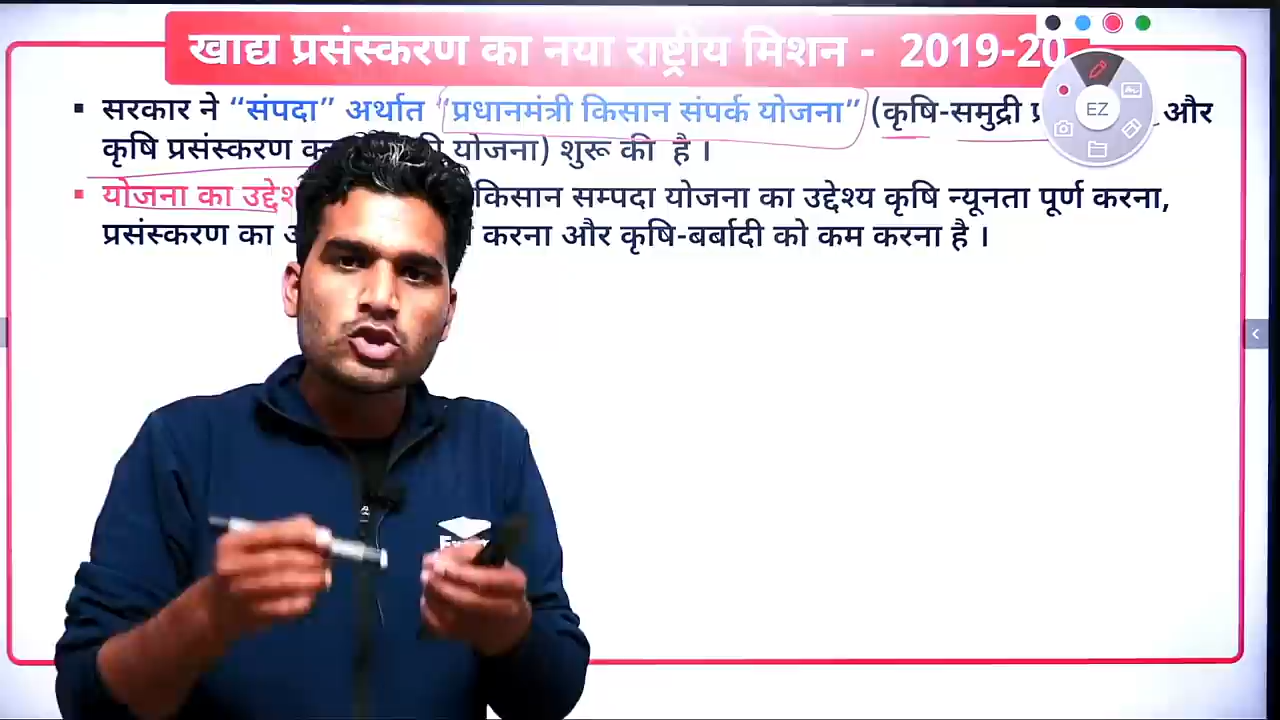 खाद्य प्रसंस्करण का नया राष्ट्रीय मिशन - 2019-20
सरकार ने “संपदा” अर्थात “प्रधानमंत्री किसान संपर्क योजना” (कृषि-समुद्री और
कृषि प्रसंस्करण योजना) शुरू की है ।
योजना का किसान सम्पदा योजना का उद्देश्य कृषि न्यूनता पूर्ण करना,
प्रसंस्करण का करना और कृषि-बर्बादी को कम करना है ।
EZ